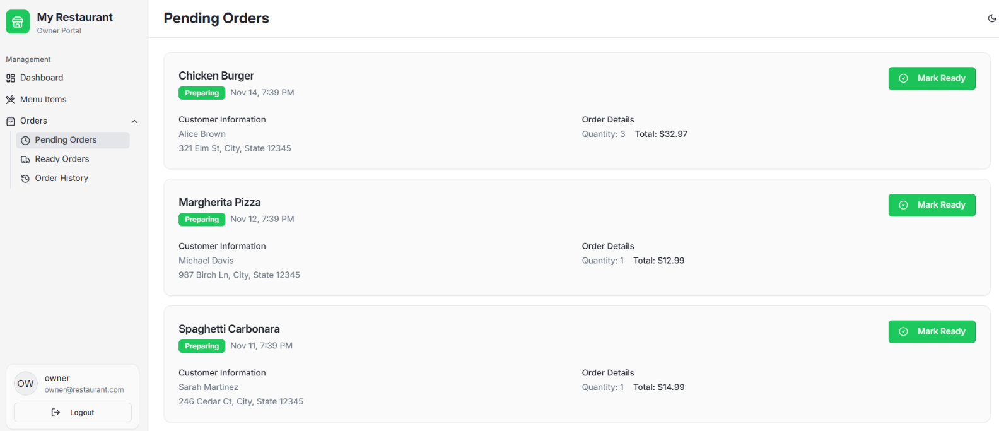 My Restaurant
Owner Portal
Management
Dashboard
Menu Items
Orders
Pending Orders
Ready Orders
Order History
OW
owner
owner@restaurant.com
Logout
Pending Orders
Chicken Burger
Mark Ready
Preparing Nov 14, 7:39 PM
Customer Information
Alice Brown
321 Elm St, City, State 12345
Order Details
Quantity: 3 Total: $32.97
Margherita Pizza
Mark Ready
Preparing Nov 12, 7:39 PM
Customer Information
Michael Davis
987 Birch Ln, City, State 12345
Order Details
Quantity: 1 Total: $12.99
Spaghetti Carbonara
Mark Ready
Preparing Nov 11, 7:39 PM
Customer Information
Sarah Martinez
246 Cedar Ct, City, State 12345
Order Details
Quantity: 1 Total: $14.99